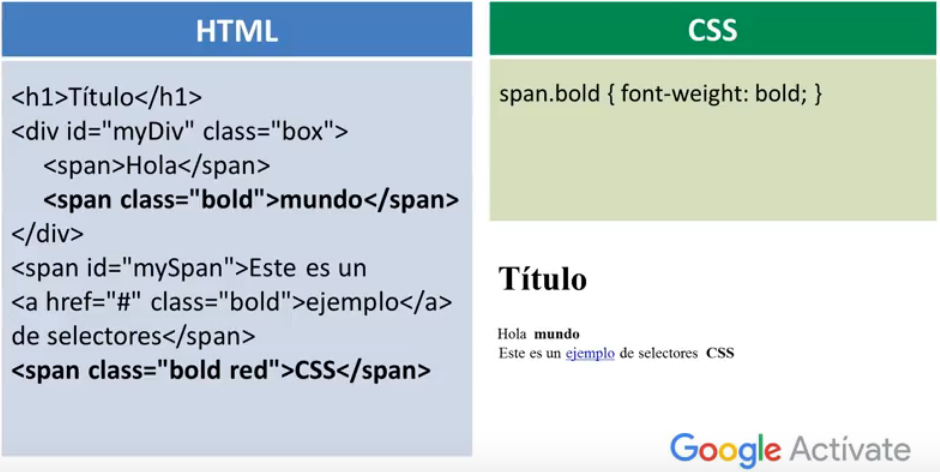 HTML
<h1>Título</h1>
<div id="myDiv" class="box">
<span>Hola</span>
<span class="bold">mundo</span>
</div>
<span id="mySpan">Este es un
<a href="#" class="bold">ejemplo</a>
de selectores</span>
<span class="bold red">CSS</span>
CSS
span.bold { font-weight: bold; }
Título
Hola mundo
Este es un ejemplo de selectores CSS
Google Actívate